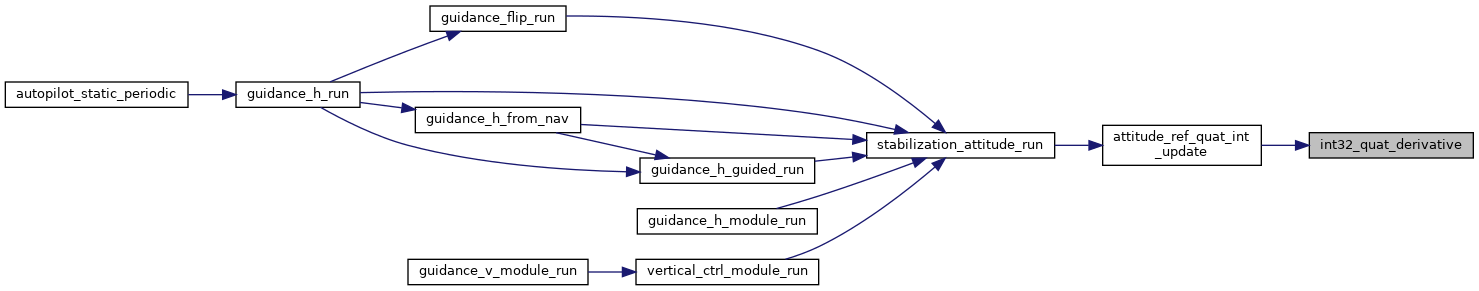 guidance_flip_run
autopilot_static_periodic
guidance_h_run
guidance_h_from_nav
stabilization_attitude_run
attitude_ref_quat_int
_update
int32_quat_derivative
guidance_h_guided_run
guidance_h_module_run
guidance_v_module_run
vertical_ctrl_module_run